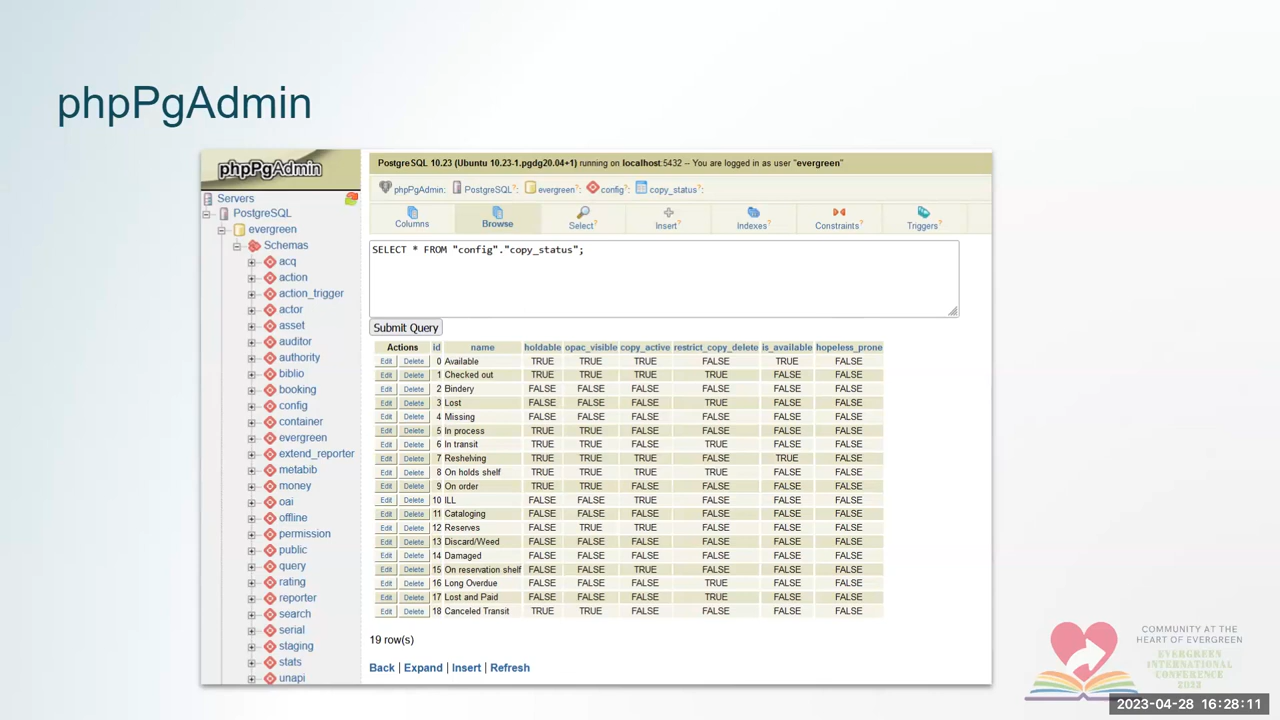 phpPgAdmin
phpPgAdmin
Servers
PostgreSQL
evergreen
Schemas
acq
action
action_trigger
actor
asset
auditor
authority
biblio
booking
config
container
evergreen
extend_reporter
metabib
money
oai
offline
permission
public
query
rating
reporter
search
serial
staging
stats
unapi
PostgreSQL 10.23 (Ubuntu 10.23-1.pgdg20.04+1) running on localhost:5432 -- You are logged in as user "evergreen"
phpPgAdmin: PostgreSQL?: evergreen?: config?: copy_status?:
Columns Browse Select? Insert? Indexes? Constraints? Triggers?
SELECT * FROM "config"."copy_status";
Submit Query
Actions id name holdable opac_visible copy_active restrict_copy_delete is_available hopeless_prone
Edit Delete 0 Available TRUE TRUE TRUE FALSE TRUE FALSE
Edit Delete 1 Checked out TRUE TRUE TRUE TRUE FALSE FALSE
Edit Delete 2 Bindery FALSE FALSE FALSE FALSE FALSE FALSE
Edit Delete 3 Lost FALSE FALSE FALSE TRUE FALSE FALSE
Edit Delete 4 Missing FALSE FALSE FALSE FALSE FALSE FALSE
Edit Delete 5 In process TRUE TRUE FALSE FALSE FALSE FALSE
Edit Delete 6 In transit TRUE TRUE FALSE TRUE FALSE FALSE
Edit Delete 7 Reshelving TRUE TRUE TRUE FALSE TRUE FALSE
Edit Delete 8 On holds shelf TRUE TRUE TRUE TRUE FALSE FALSE
Edit Delete 9 On order TRUE TRUE FALSE FALSE FALSE FALSE
Edit Delete 10 ILL FALSE FALSE TRUE FALSE FALSE FALSE
Edit Delete 11 Cataloging FALSE FALSE FALSE FALSE FALSE FALSE
Edit Delete 12 Reserves FALSE TRUE TRUE FALSE FALSE FALSE
Edit Delete 13 Discard/Weed FALSE FALSE FALSE FALSE FALSE FALSE
Edit Delete 14 Damaged FALSE FALSE FALSE FALSE FALSE FALSE
Edit Delete 15 On reservation shelf FALSE FALSE TRUE FALSE FALSE FALSE
Edit Delete 16 Long Overdue FALSE FALSE FALSE TRUE FALSE FALSE
Edit Delete 17 Lost and Paid FALSE FALSE FALSE TRUE FALSE FALSE
Edit Delete 18 Canceled Transit TRUE TRUE FALSE FALSE FALSE FALSE
19 row(s)
Back | Expand | Insert | Refresh
COMMUNITY AT THE
HEART OF EVERGREEN
EVERGREEN
INTERNATIONAL
CONFERENCE
2023
2023-04-28 16:28:11